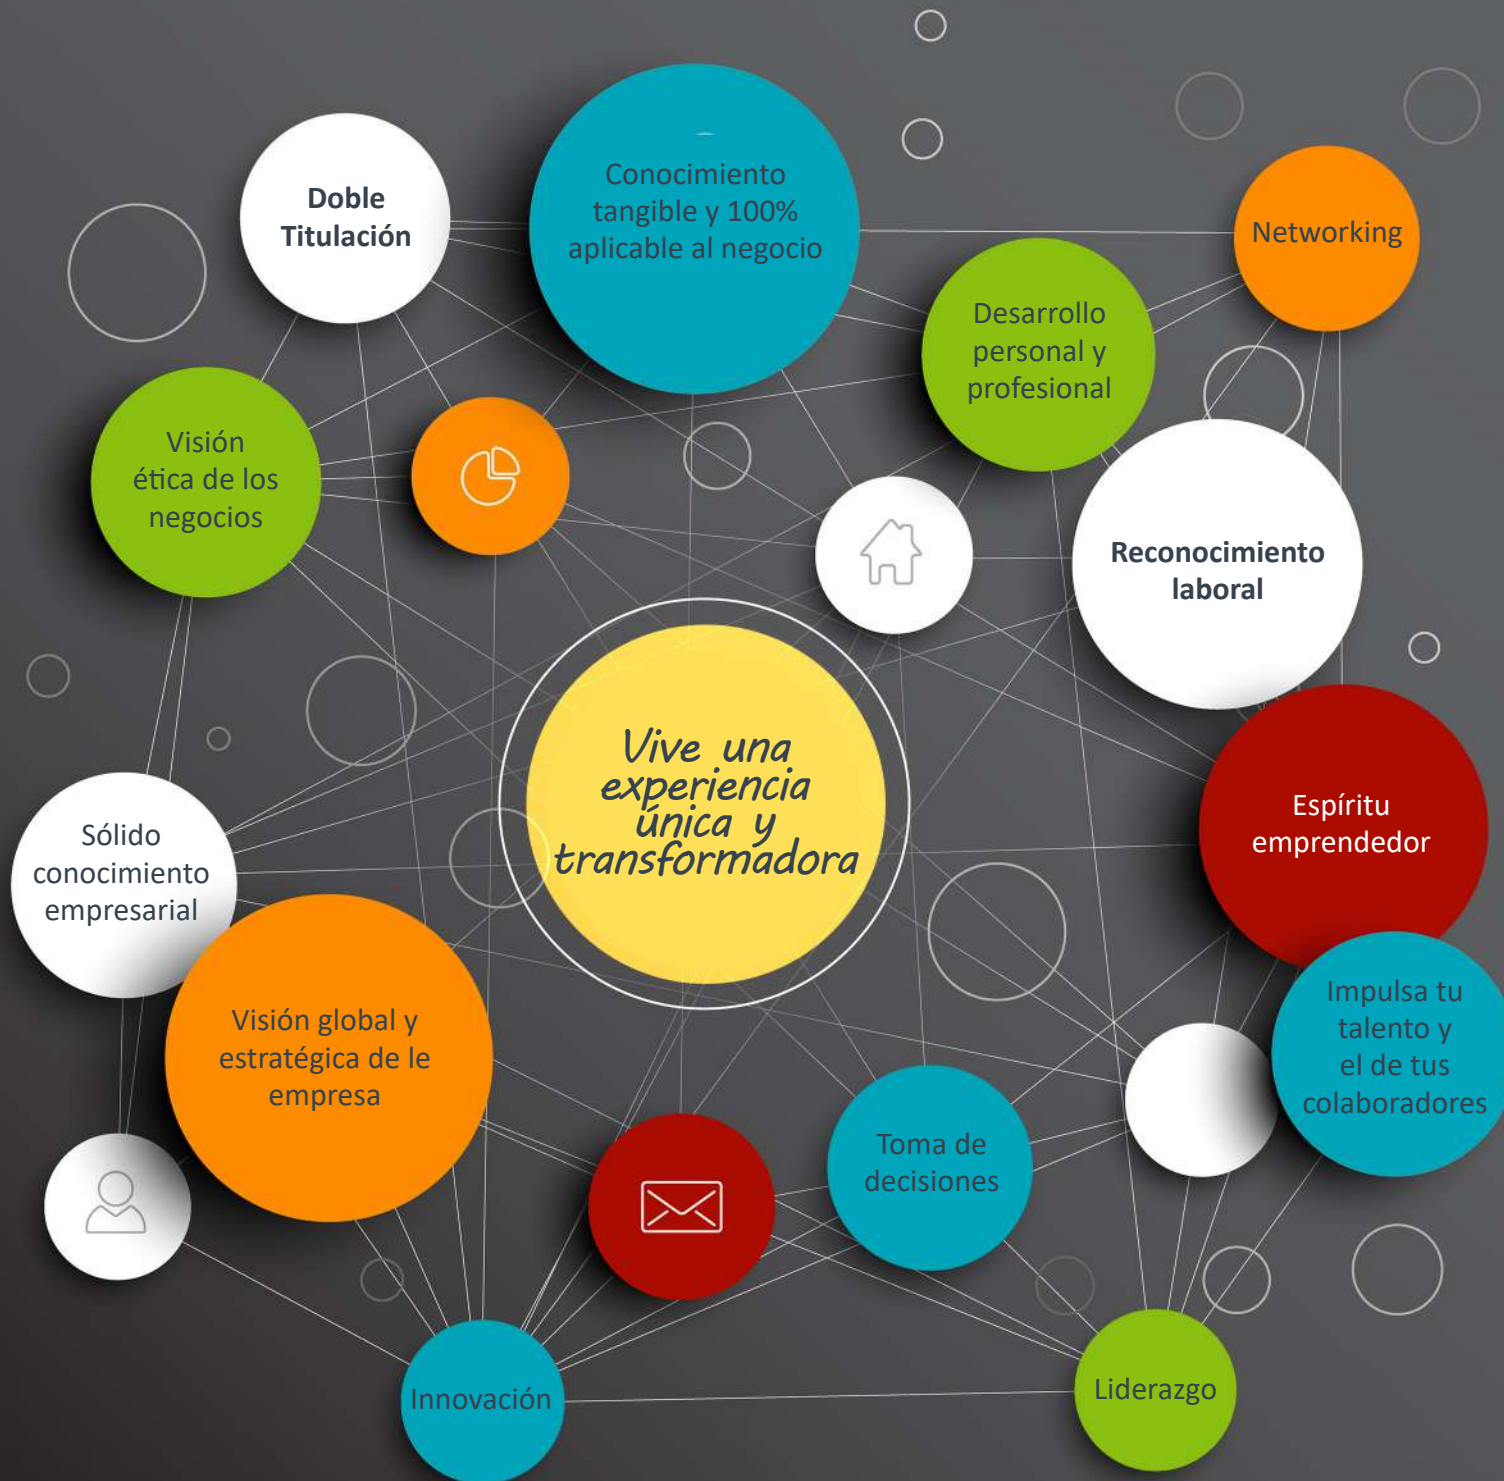 Doble
Titulación
Conocimiento
tangible y 100%
aplicable al negocio
Networking
Desarrollo
personal y
profesional
Visión
ética de los
negocios
Reconocimiento
laboral
Vive una
experiencia
única y
transformadora
Espíritu
emprendedor
Sólido
conocimiento
empresarial
Visión global y
estratégica de le
empresa
Impulsa tu
talento y
el de tus
colaboradores
Toma de
decisiones
Innovación
Liderazgo